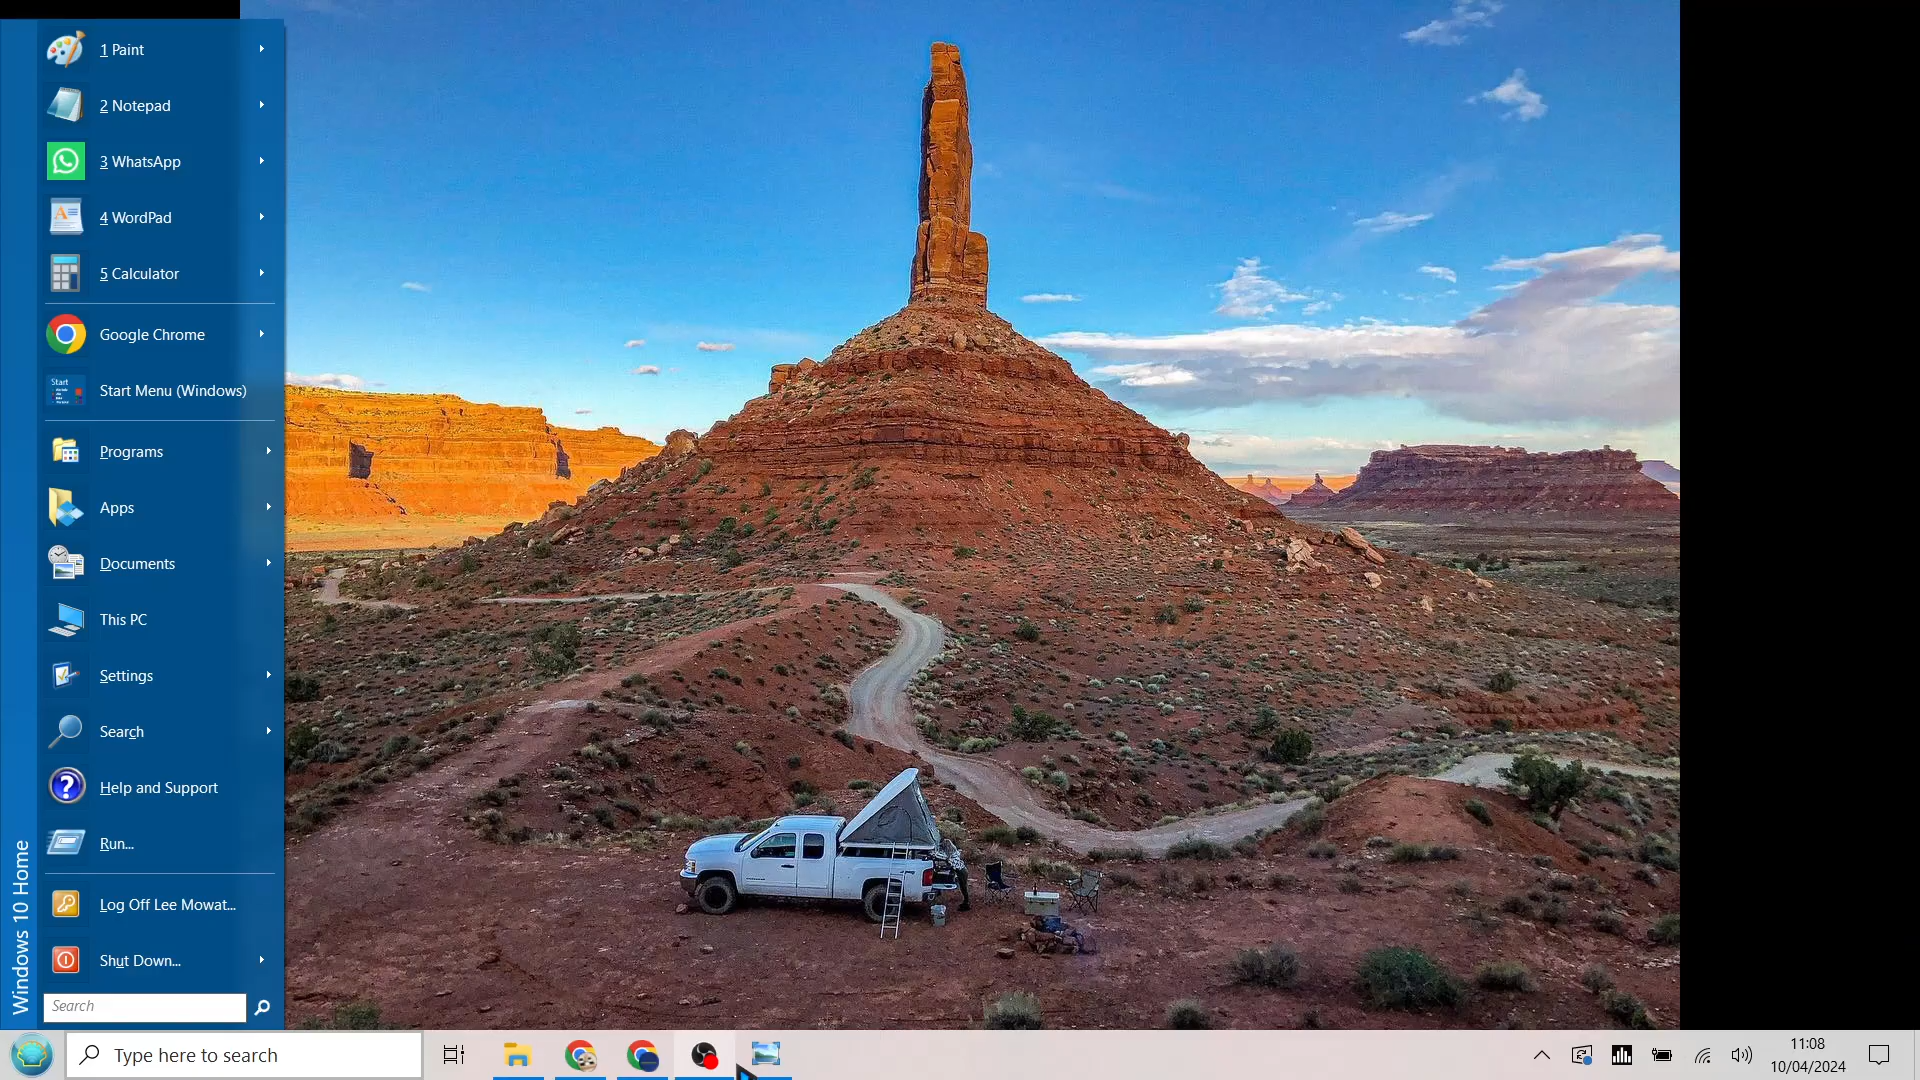 1 Paint
2 Notepad
3 WhatsApp
4 WordPad
5 Calculator
Google Chrome
Start
Start Menu (Windows)
Programs
Apps
Documents
This PC
Settings
Search
Help and Support
Run...
Log Off Lee Mowat...
Shut Down...
Search
Windows 10 Home
Type here to search
11:08
10/04/2024